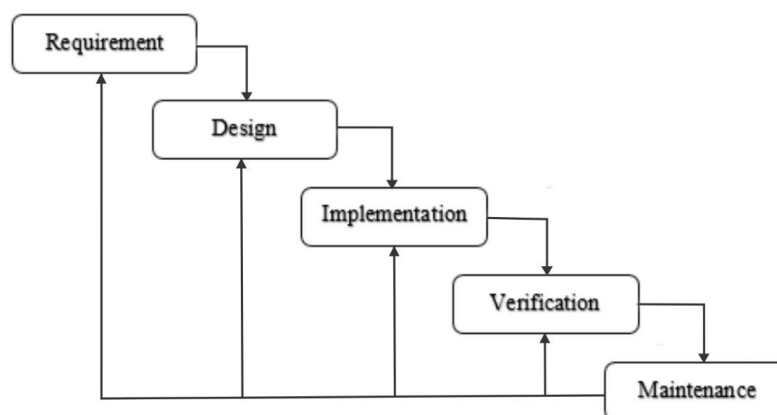 Requirement
Design
Implementation
Verification
Maintenance